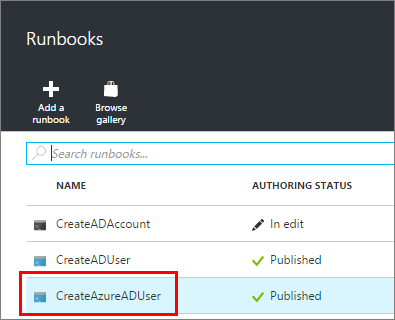 Runbooks
Add a
runbook
Browse
gallery
Search runbooks...
NAME AUTHORING STATUS
CreateADAccount In edit
CreateADUser Published
CreateAzureADUser Published